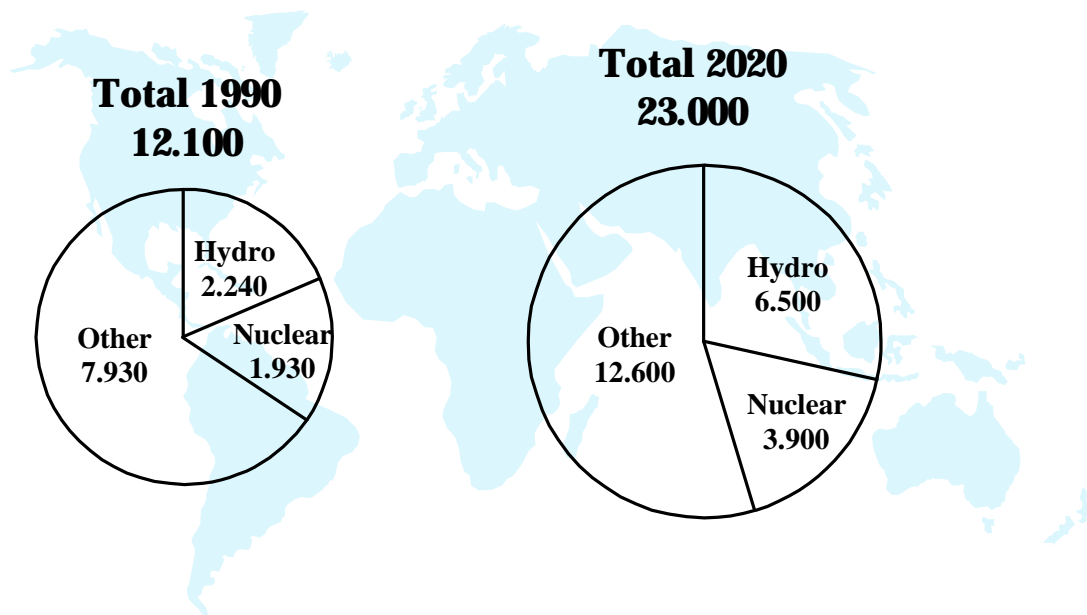 Total 1990
12.100
Hydro
2.240
Nuclear
1.930
Other
7.930
Total 2020
23.000
Hydro
6.500
Nuclear
3.900
Other
12.600